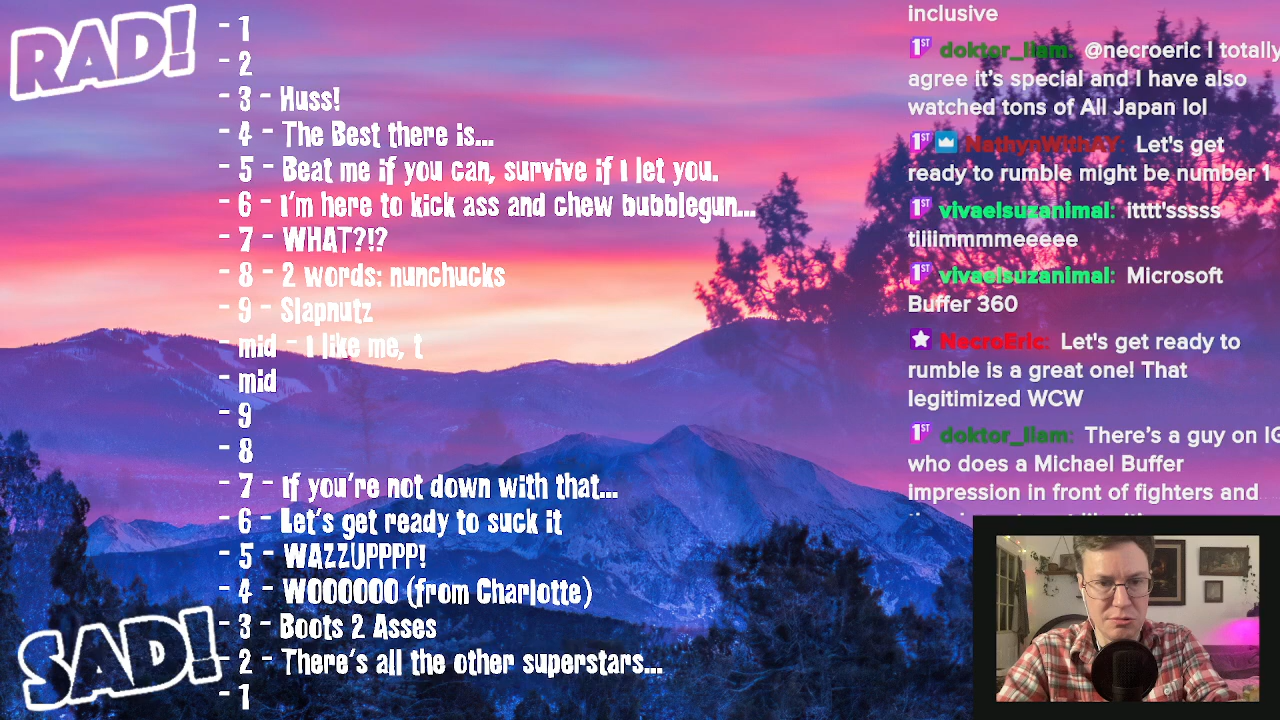 RAD!
- 1
- 2
- 3 - Huss!
- 4 - The Best there is...
- 5 - Beat me if you can, survive if I let you.
- 6 - I'm here to kick ass and chew bubblegun...
- 7 - WHAT?!?
- 8 - 2 words: nunchucks
- 9 - Slapnutz
- mid - I like me, t
- mid
- 9
- 8
- 7 - If you're not down with that...
- 6 - Let's get ready to suck it
- 5 - WAZZUPPPP!
- 4 - WOOOOOO (from Charlotte)
- 3 - Boots 2 Asses
- 2 - There's all the other superstars...
- 1
SAD!
inclusive
1ST doktor_liam: @necroeric I totally
agree it's special and I have also
watched tons of All Japan lol
1ST NathynWithAY: Let's get
ready to rumble might be number 1
1ST vivaelsuzanimal: itttt'sssss
tiiiimmmmeeeee
1ST vivaelsuzanimal: Microsoft
Buffer 360
NecroEric: Let's get ready to
rumble is a great one! That
legitimized WCW
1ST doktor_liam: There's a guy on IG
who does a Michael Buffer
impression in front of fighters and